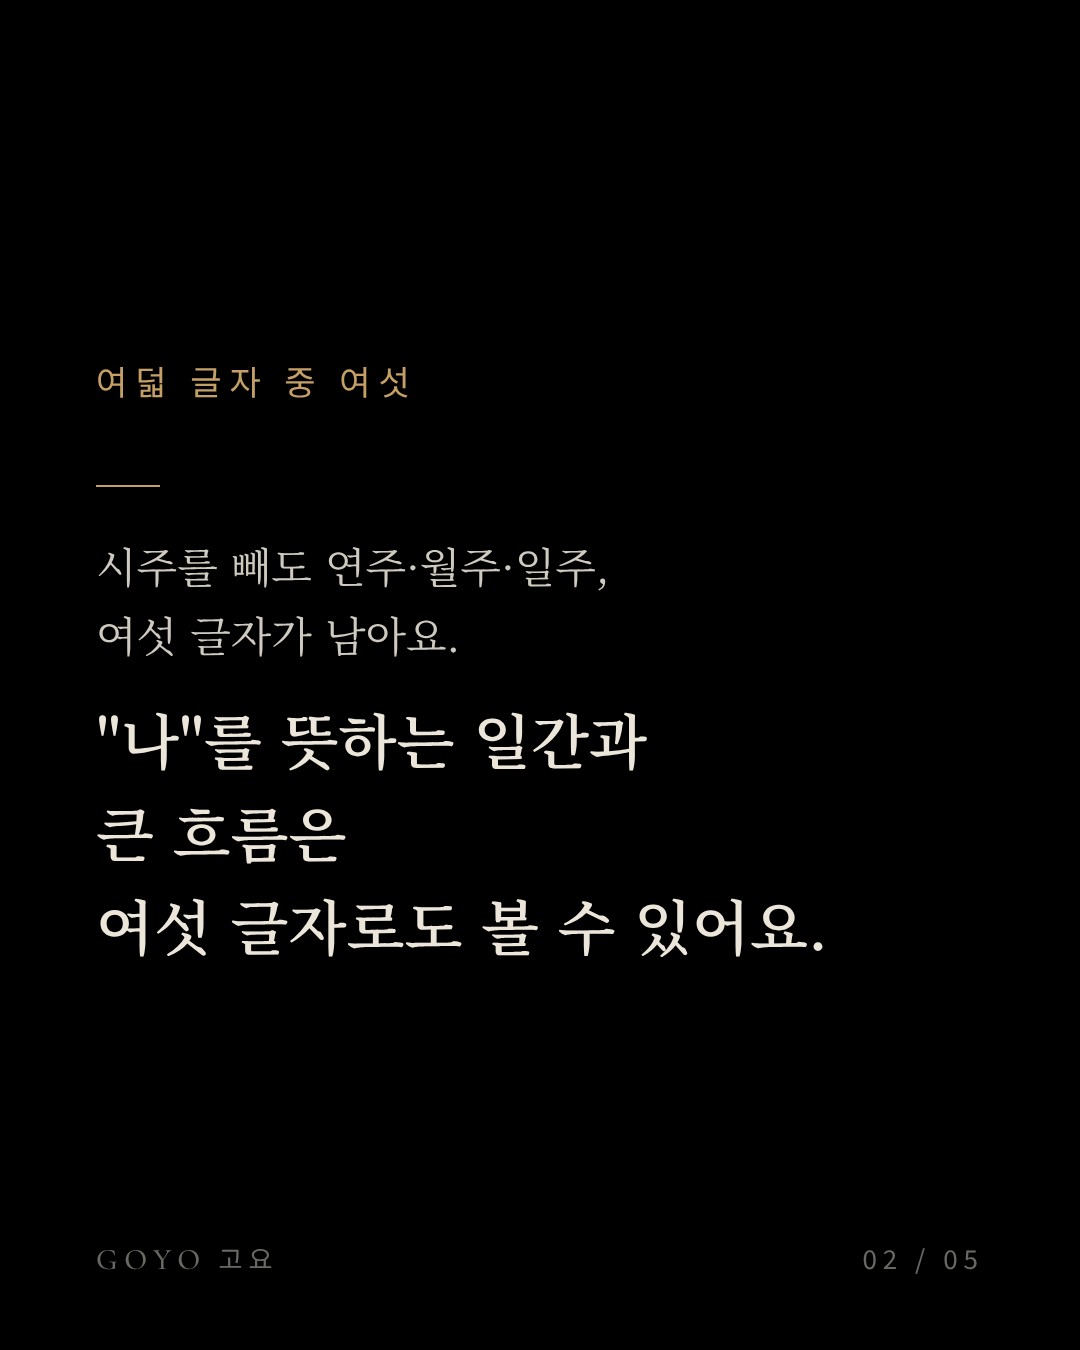 여덟 글자 중 여섯
시주를 빼도 연주·월주·일주,
여섯 글자가 남아요.
"나"를 뜻하는 일간과
큰 흐름은
여섯 글자로도 볼 수 있어요.
GOYO 고요
02 / 05